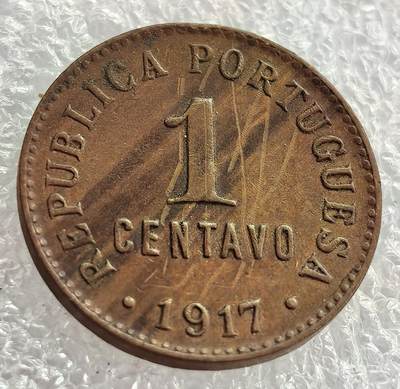 REPUBLICA PORTUGUESA
1
CENTAVO
· 1917 ·